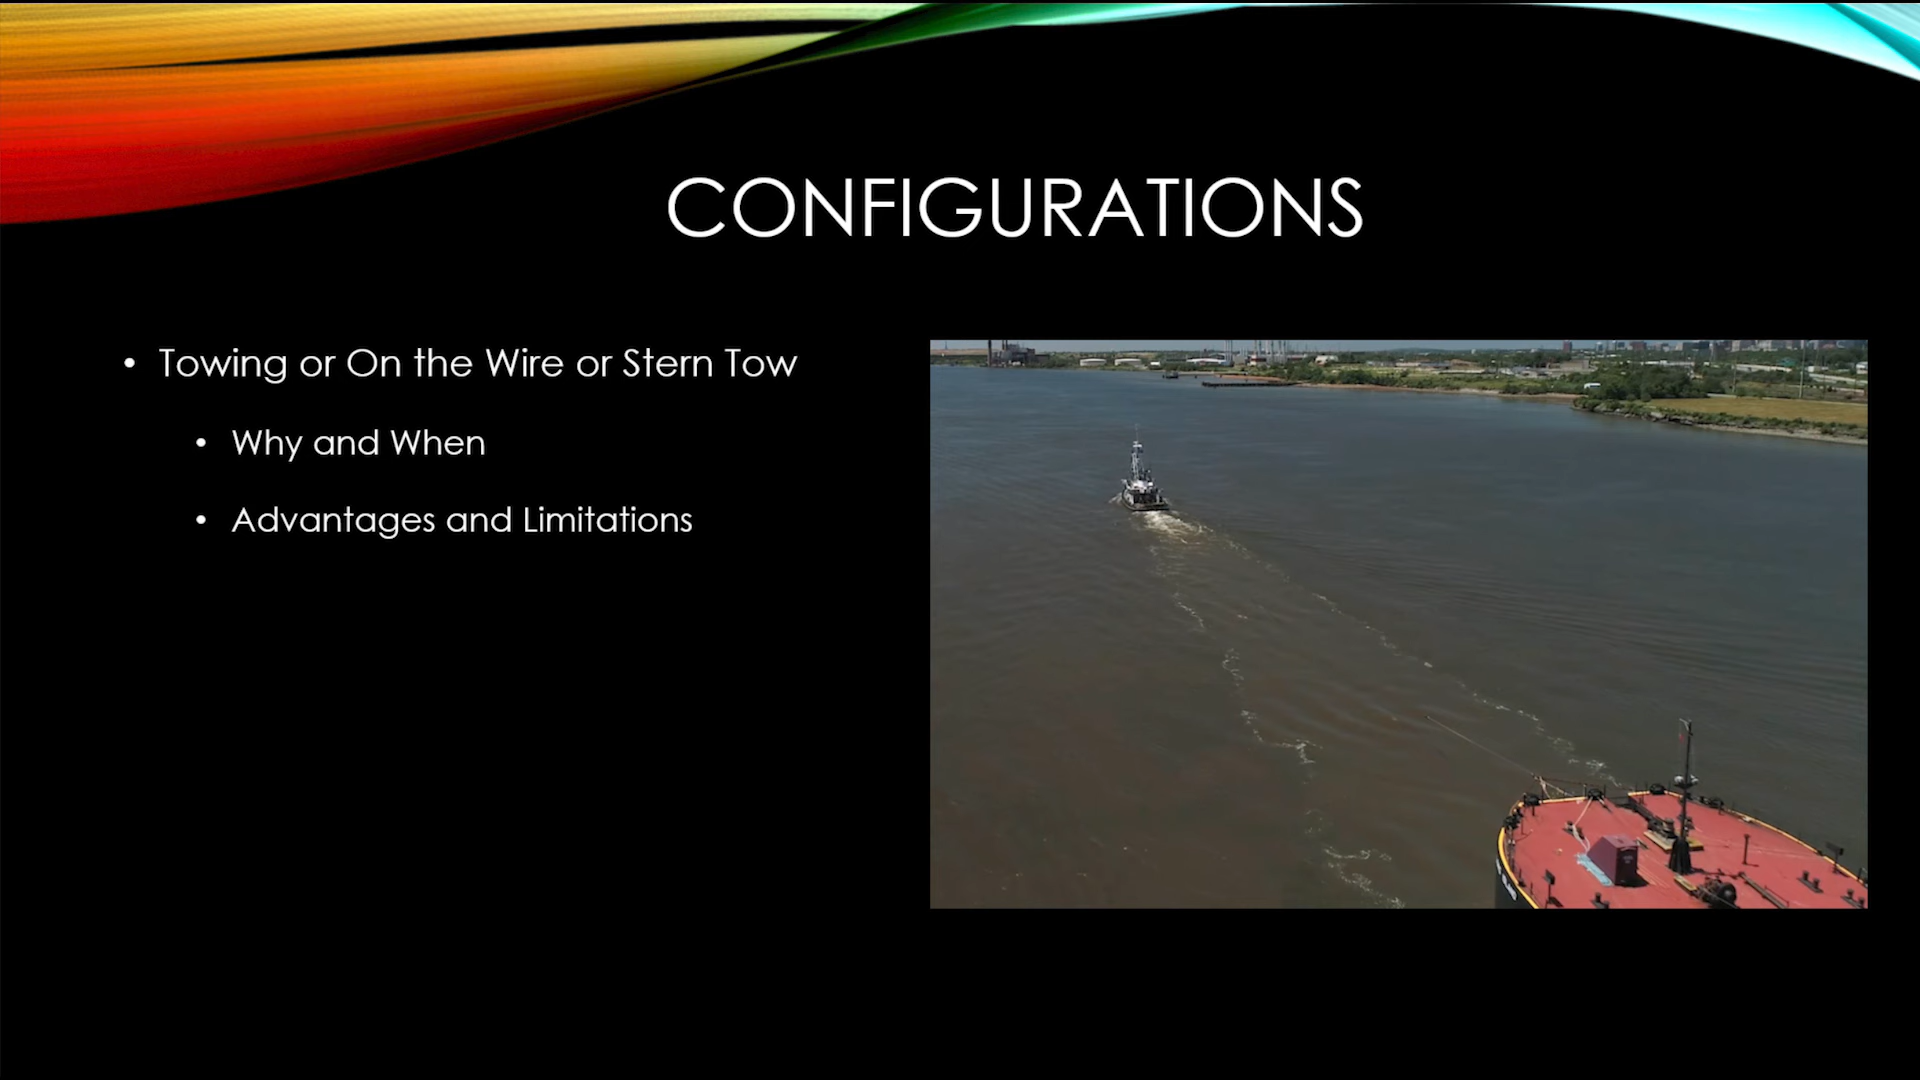 CONFIGURATIONS
• Towing or On the Wire or Stern Tow
• Why and When
• Advantages and Limitations